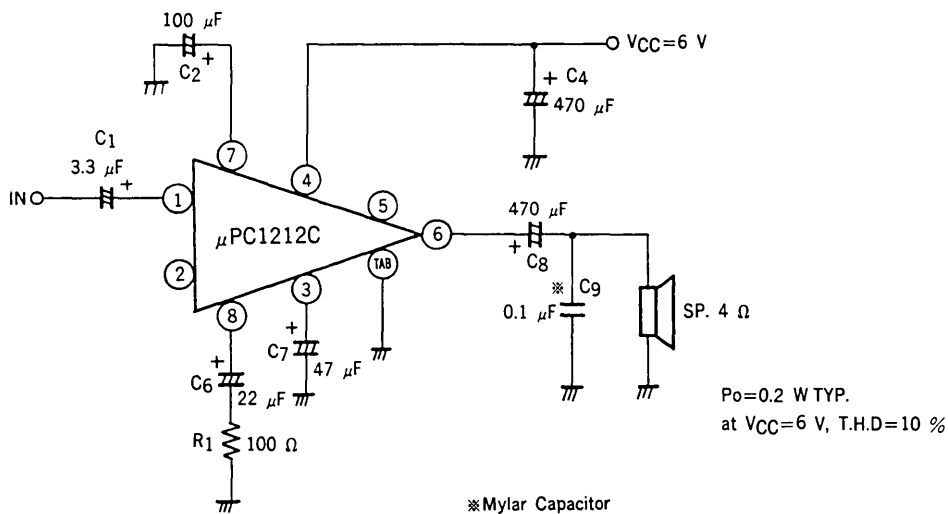 100 µF
C2
VCC=6 V
C4
470 µF
C1
3.3 µF
IN
7
4
1
5
470 µF
µPC1212C
6
C8
2
TAB
3
※ C9
0.1 µF
SP. 4 Ω
8
C7
47 µF
C6
22 µF
R1
100 Ω
Po=0.2 W TYP.
at VCC=6 V, T.H.D=10 %
※Mylar Capacitor